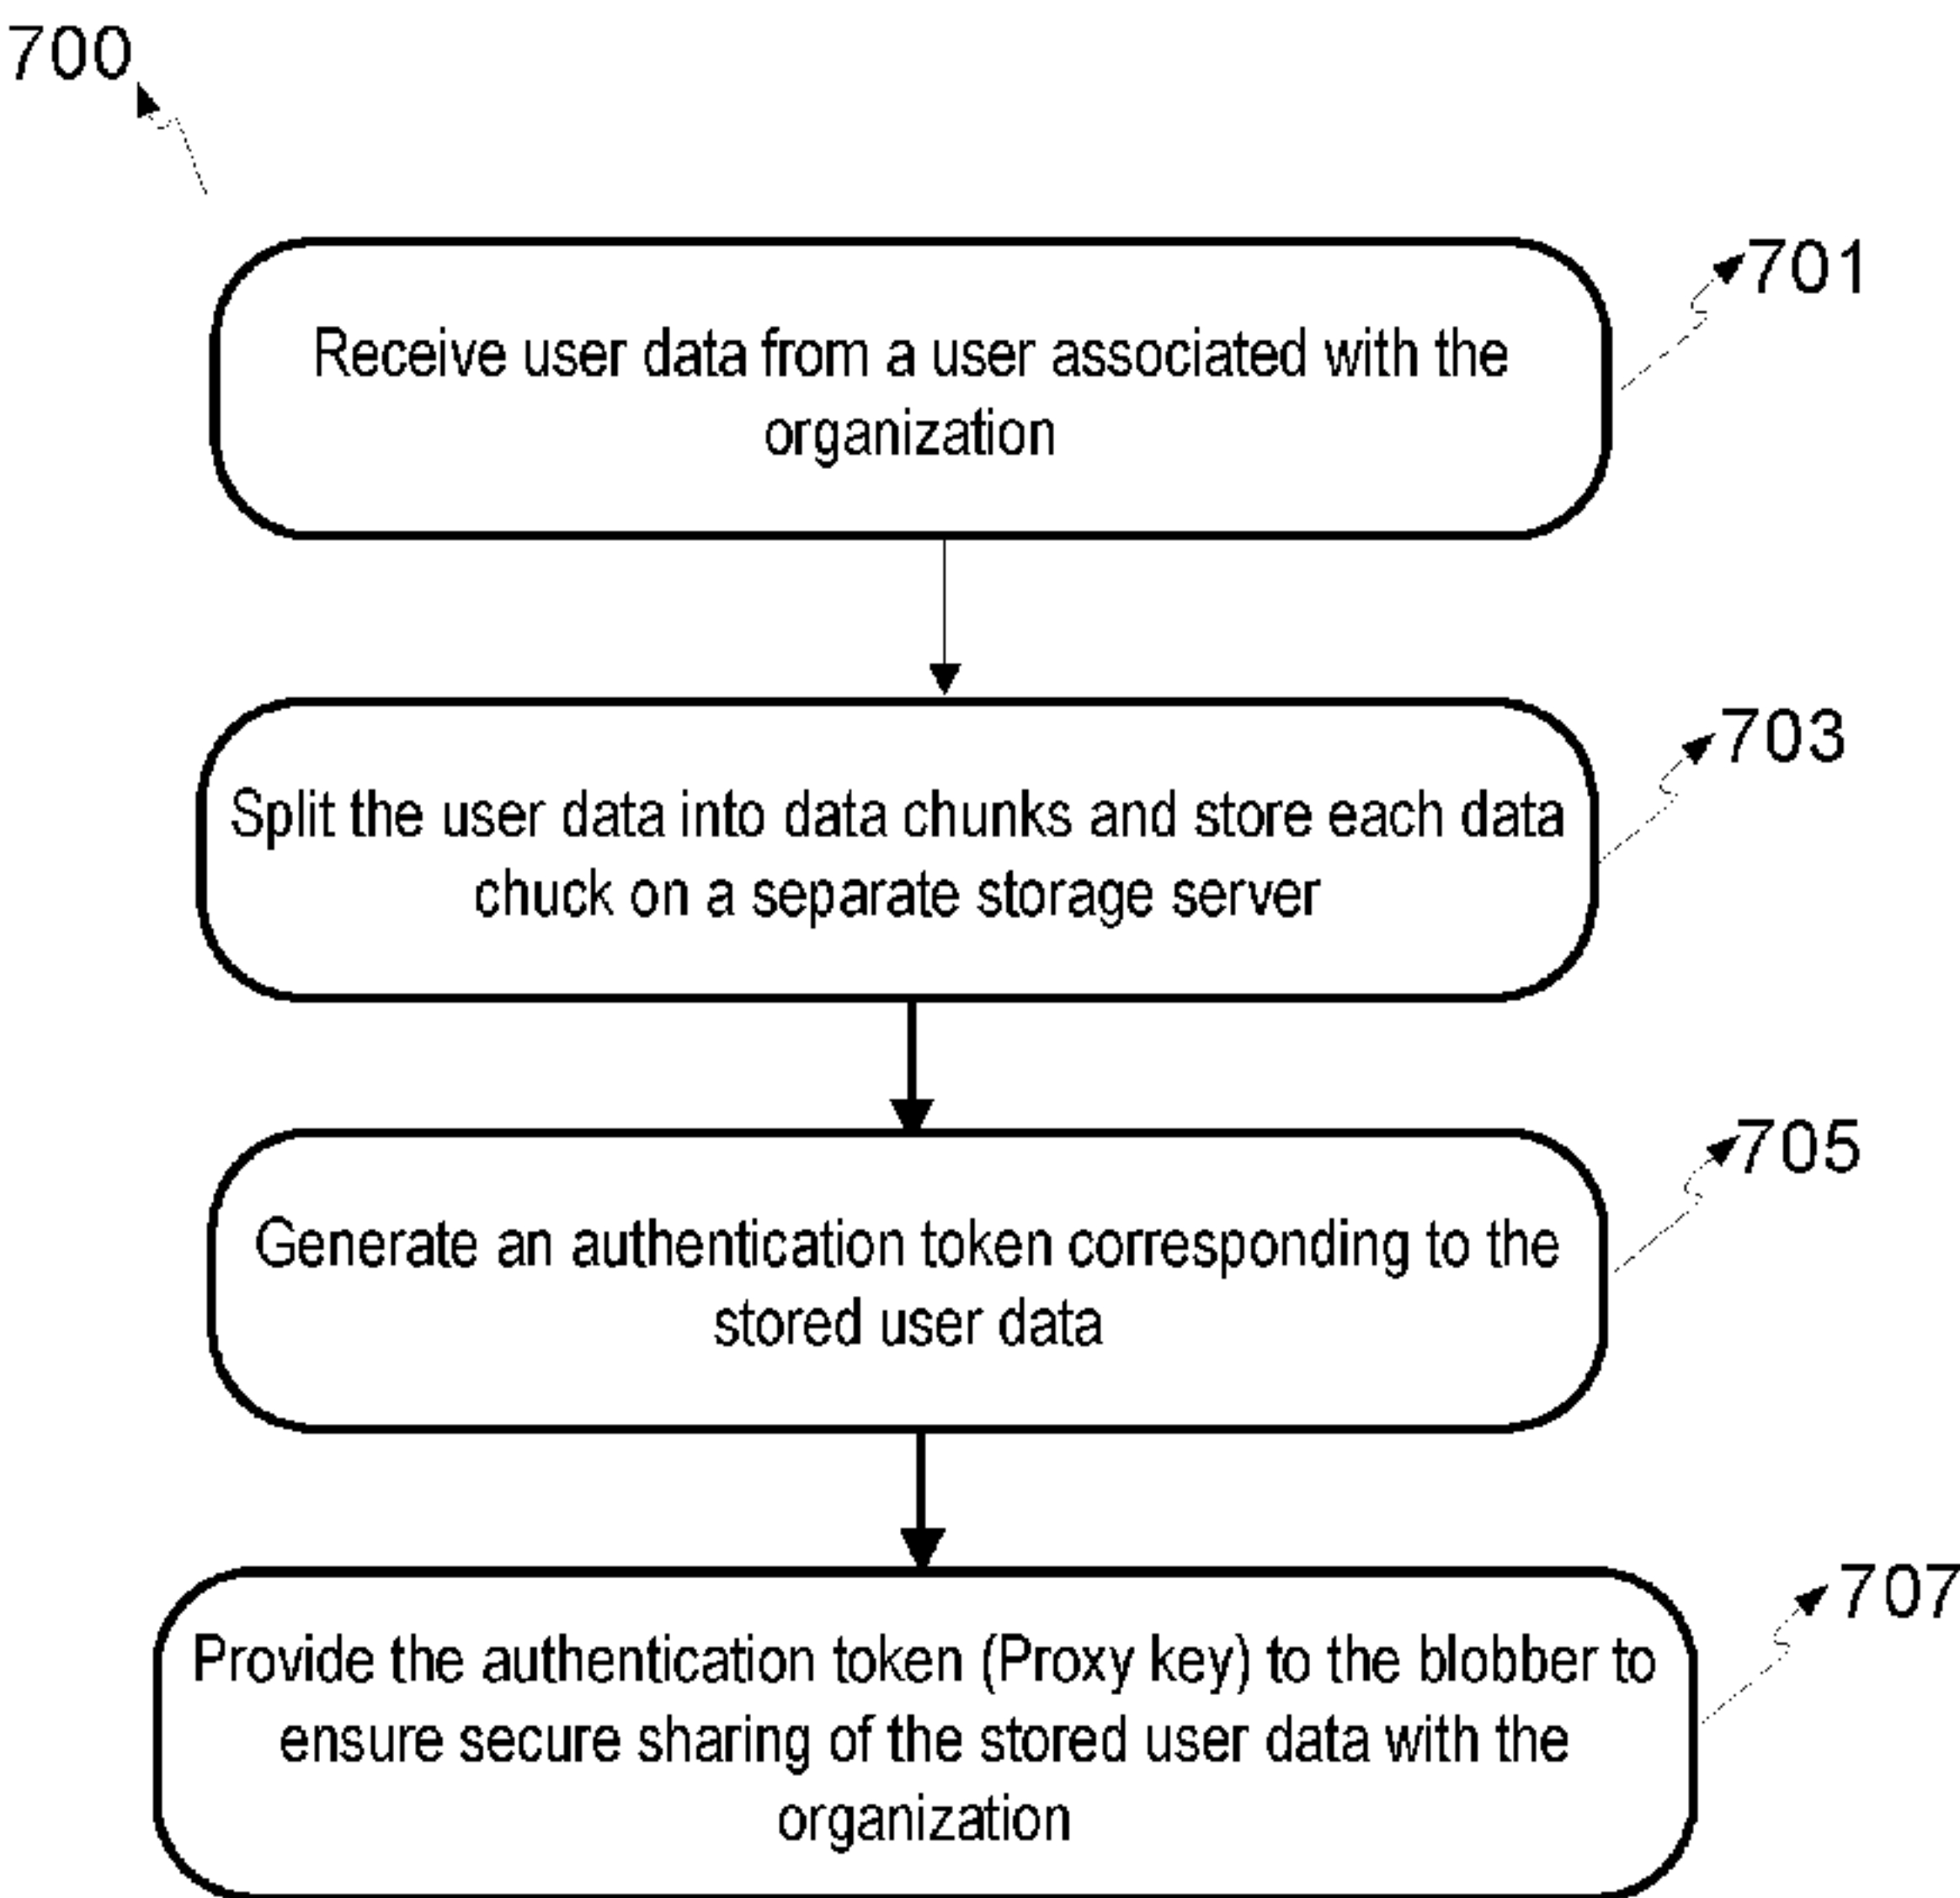 700
701
Receive user data from a user associated with the
organization
703
Split the user data into data chunks and store each data
chuck on a separate storage server
705
Generate an authentication token corresponding to the
stored user data
707
Provide the authentication token (Proxy key) to the blobber to
ensure secure sharing of the stored user data with the
organization